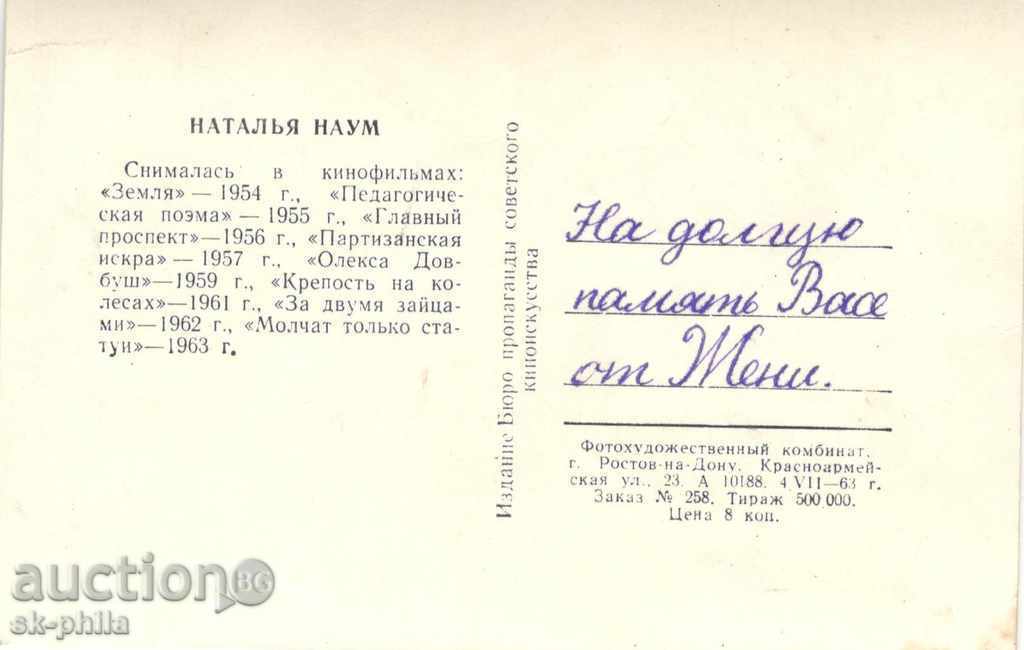 НАТАЛЬЯ НАУМ
Снималась в кинофильмах:
«Земля» — 1954 г., «Педагогиче-
ская поэма» — 1955 г., «Главный
проспект»—1956 г., «Партизанская
искра» — 1957 г., «Олекса Дов-
буш»—1959 г., «Крепость на ко-
лесах»—1961 г., «За двумя зайца-
ми»—1962 г., «Молчат только ста-
туи»—1963 г.
Издание Бюро пропаганды советского
киноискусства
На долгую
память Васе
от Жени.
Фотохудожественный комбинат,
г. Ростов-на-Дону. Красноармей-
ская ул., 23. А 10188. 4 VII—63 г.
Заказ № 258. Тираж 500 000.
Цена 8 коп.
auction BG
sk-phila